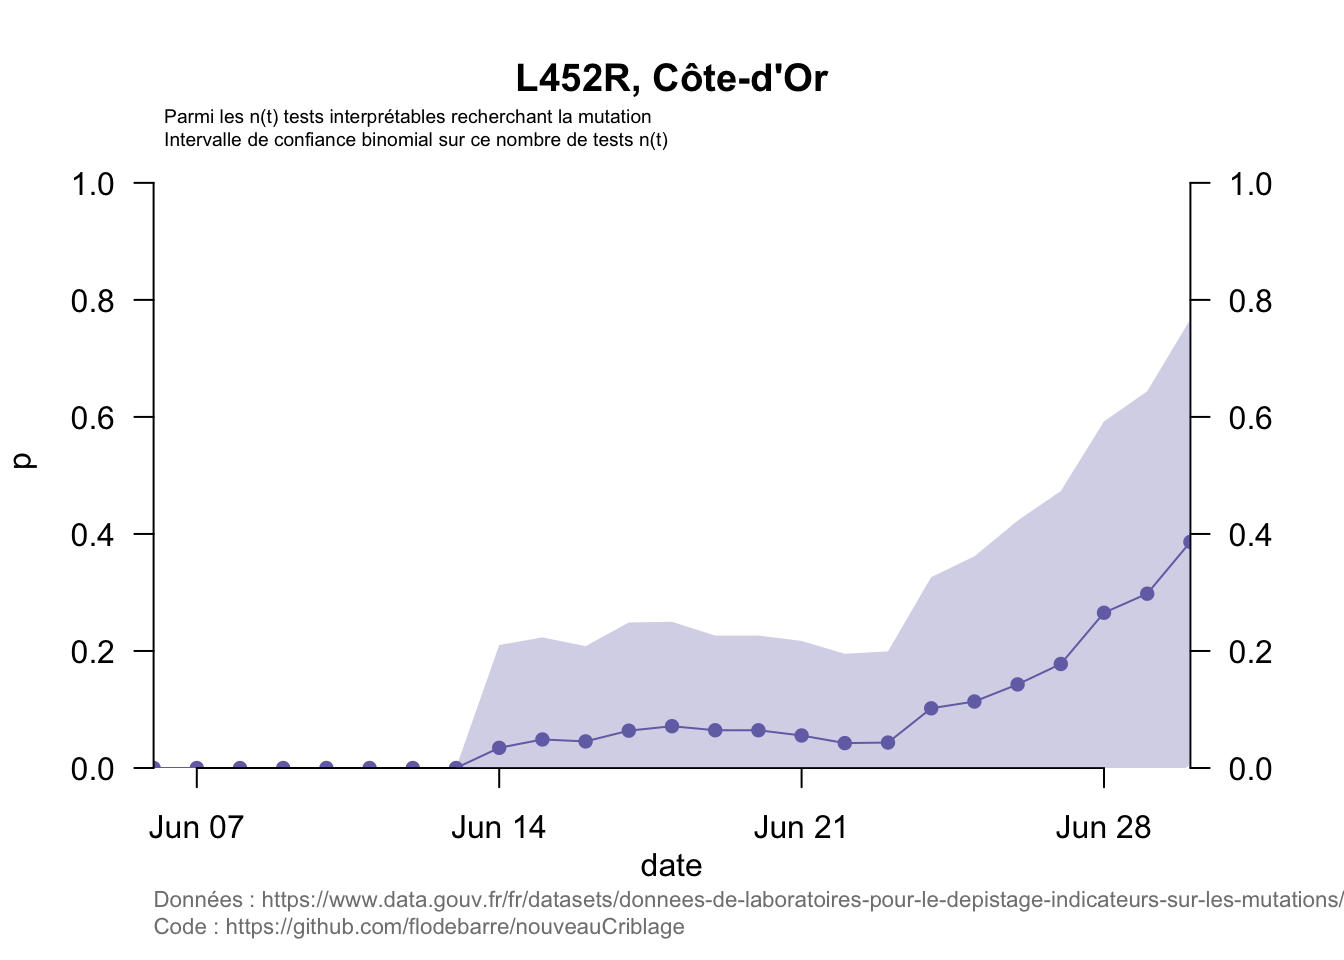 L452R, Côte-d'Or
Parmi les n(t) tests interprétables recherchant la mutation
Intervalle de confiance binomial sur ce nombre de tests n(t)
1.0 1.0
0.8 0.8
0.6 0.6
p
0.4 0.4
0.2 0.2
0.0 0.0
Jun 07 Jun 14 Jun 21 Jun 28
date
Données : https://www.data.gouv.fr/fr/datasets/donnees-de-laboratoires-pour-le-depistage-indicateurs-sur-les-mutations/
Code : https://github.com/flodebarre/nouveauCriblage